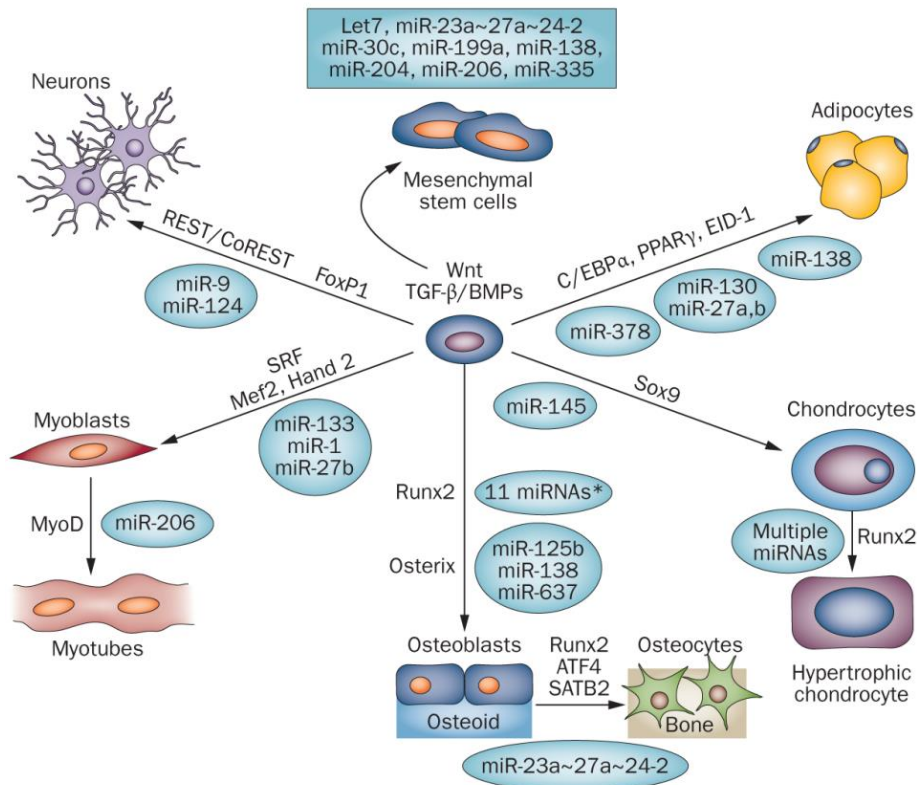 Let7, miR-23a~27a~24-2
miR-30c, miR-199a, miR-138,
miR-204, miR-206, miR-335
Neurons
Adipocytes
Mesenchymal
stem cells
REST/CoREST
FoxP1
miR-9
miR-124
Wnt
TGF-β/BMPs
C/EBPα, PPARγ, EID-1
miR-138
miR-130
miR-27a,b
miR-378
SRF
Mef2, Hand 2
miR-133
miR-1
miR-27b
Myoblasts
MyoD
miR-206
Myotubes
miR-145
Sox9
Chondrocytes
Runx2
11 miRNAs*
Osterix
miR-125b
miR-138
miR-637
Multiple
miRNAs
Runx2
Hypertrophic
chondrocyte
Osteoblasts
Osteoid
Runx2
ATF4
SATB2
Osteocytes
Bone
miR-23a~27a~24-2